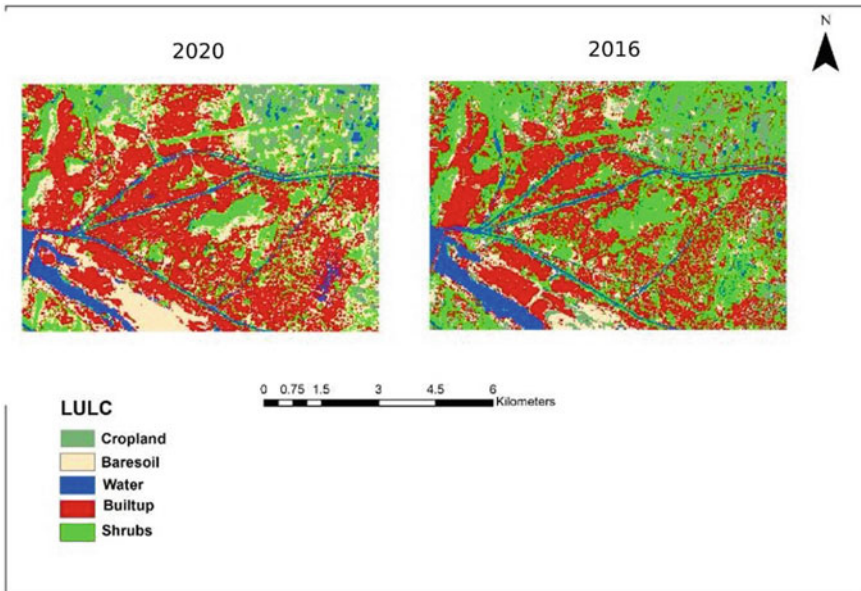 N
2020 2016
0 0.75 1.5 3 4.5 6
Kilometers
LULC
Cropland
Baresoil
Water
Builtup
Shrubs